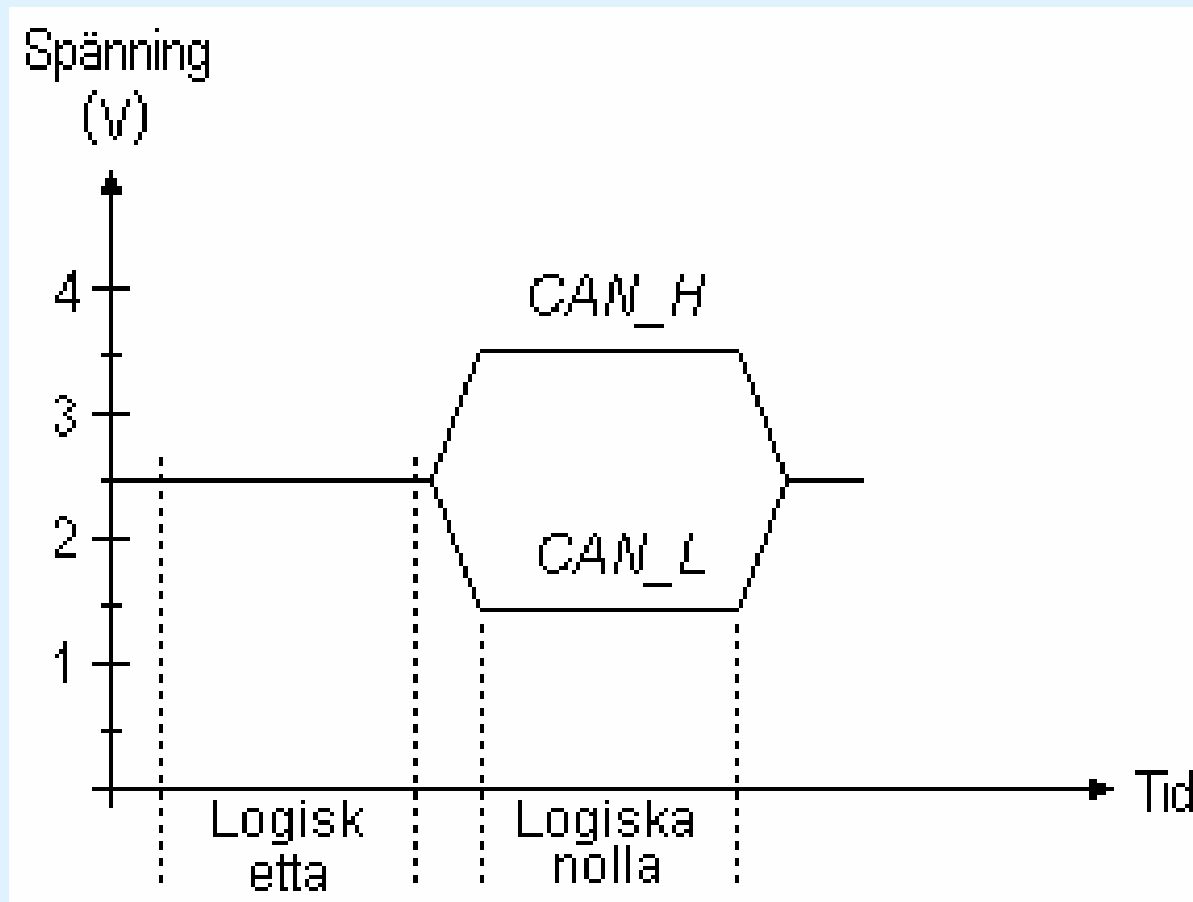 Spänning
(V)
4
CAN_H
3
2
CAN_L
1
Tid
Logisk
etta
Logiska
nolla